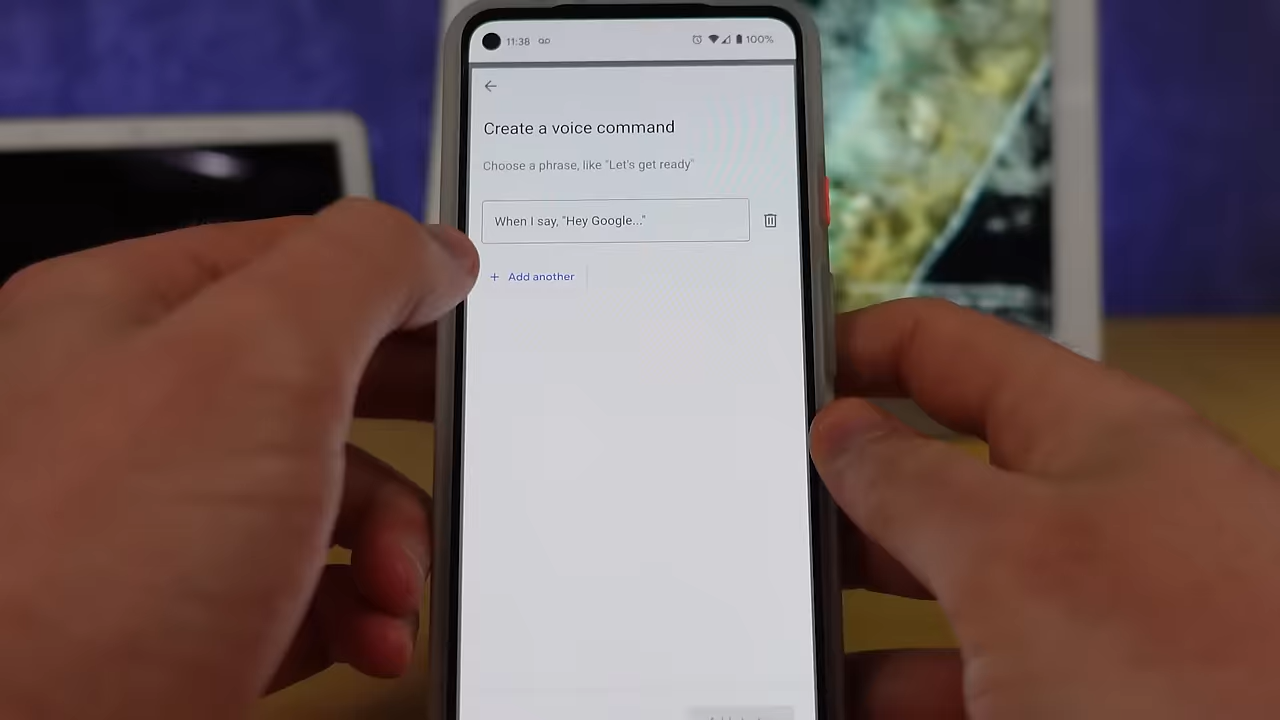 11:38
100%
Create a voice command
Choose a phrase, like "Let's get ready"
When I say, "Hey Google..."
+ Add another